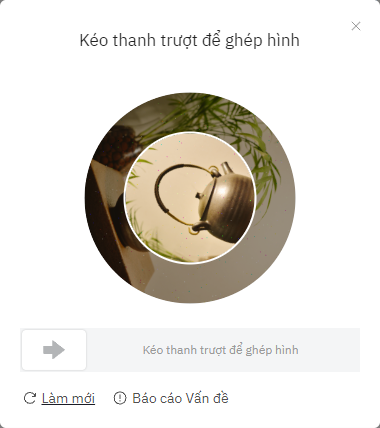 Kéo thanh trượt để ghép hình
Kéo thanh trượt để ghép hình
Làm mới
Báo cáo Vấn đề